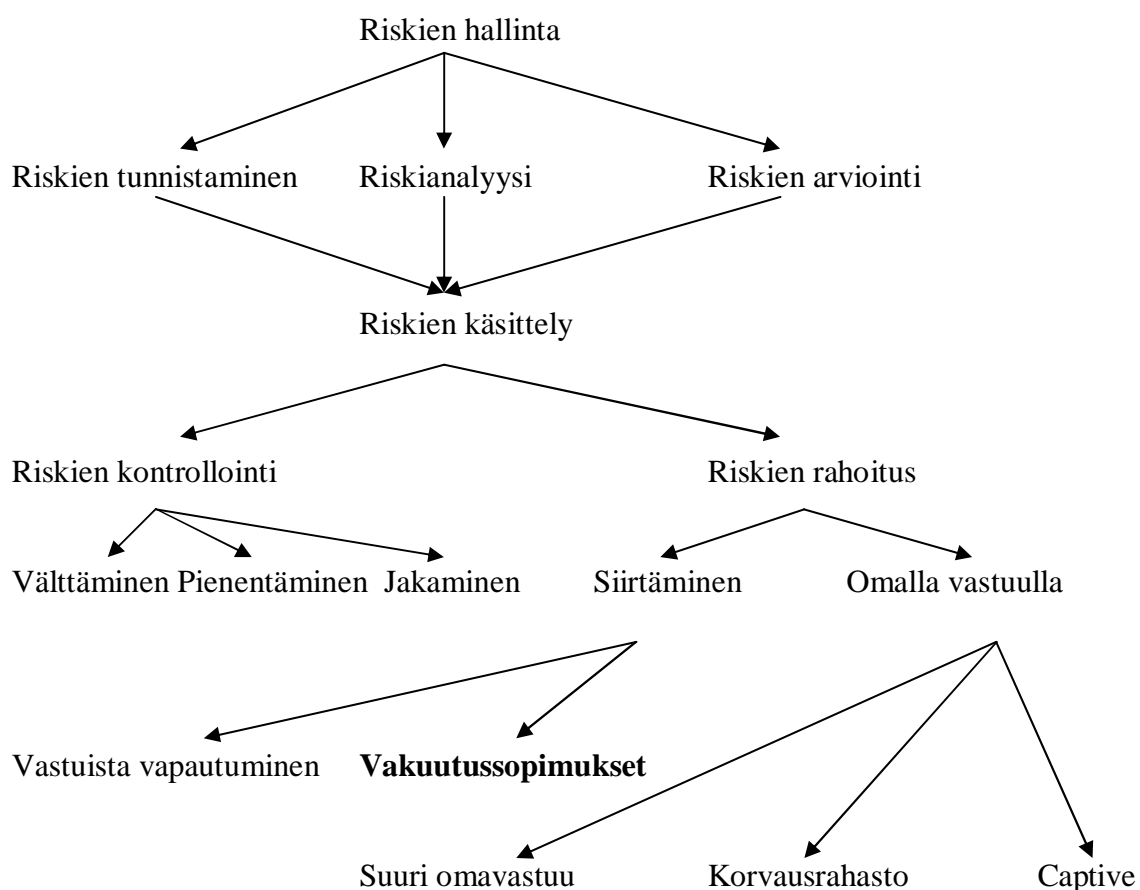 Riskien hallinta
Riskien tunnistaminen Riskianalyysi Riskien arviointi
Riskien käsittely
Riskien kontrollointi Riskien rahoitus
Välttäminen Pienentäminen Jakaminen Siirtäminen Omalla vastuulla
Vastuista vapautuminen Vakuutussopimukset
Suuri omavastuu Korvausrahasto Captive